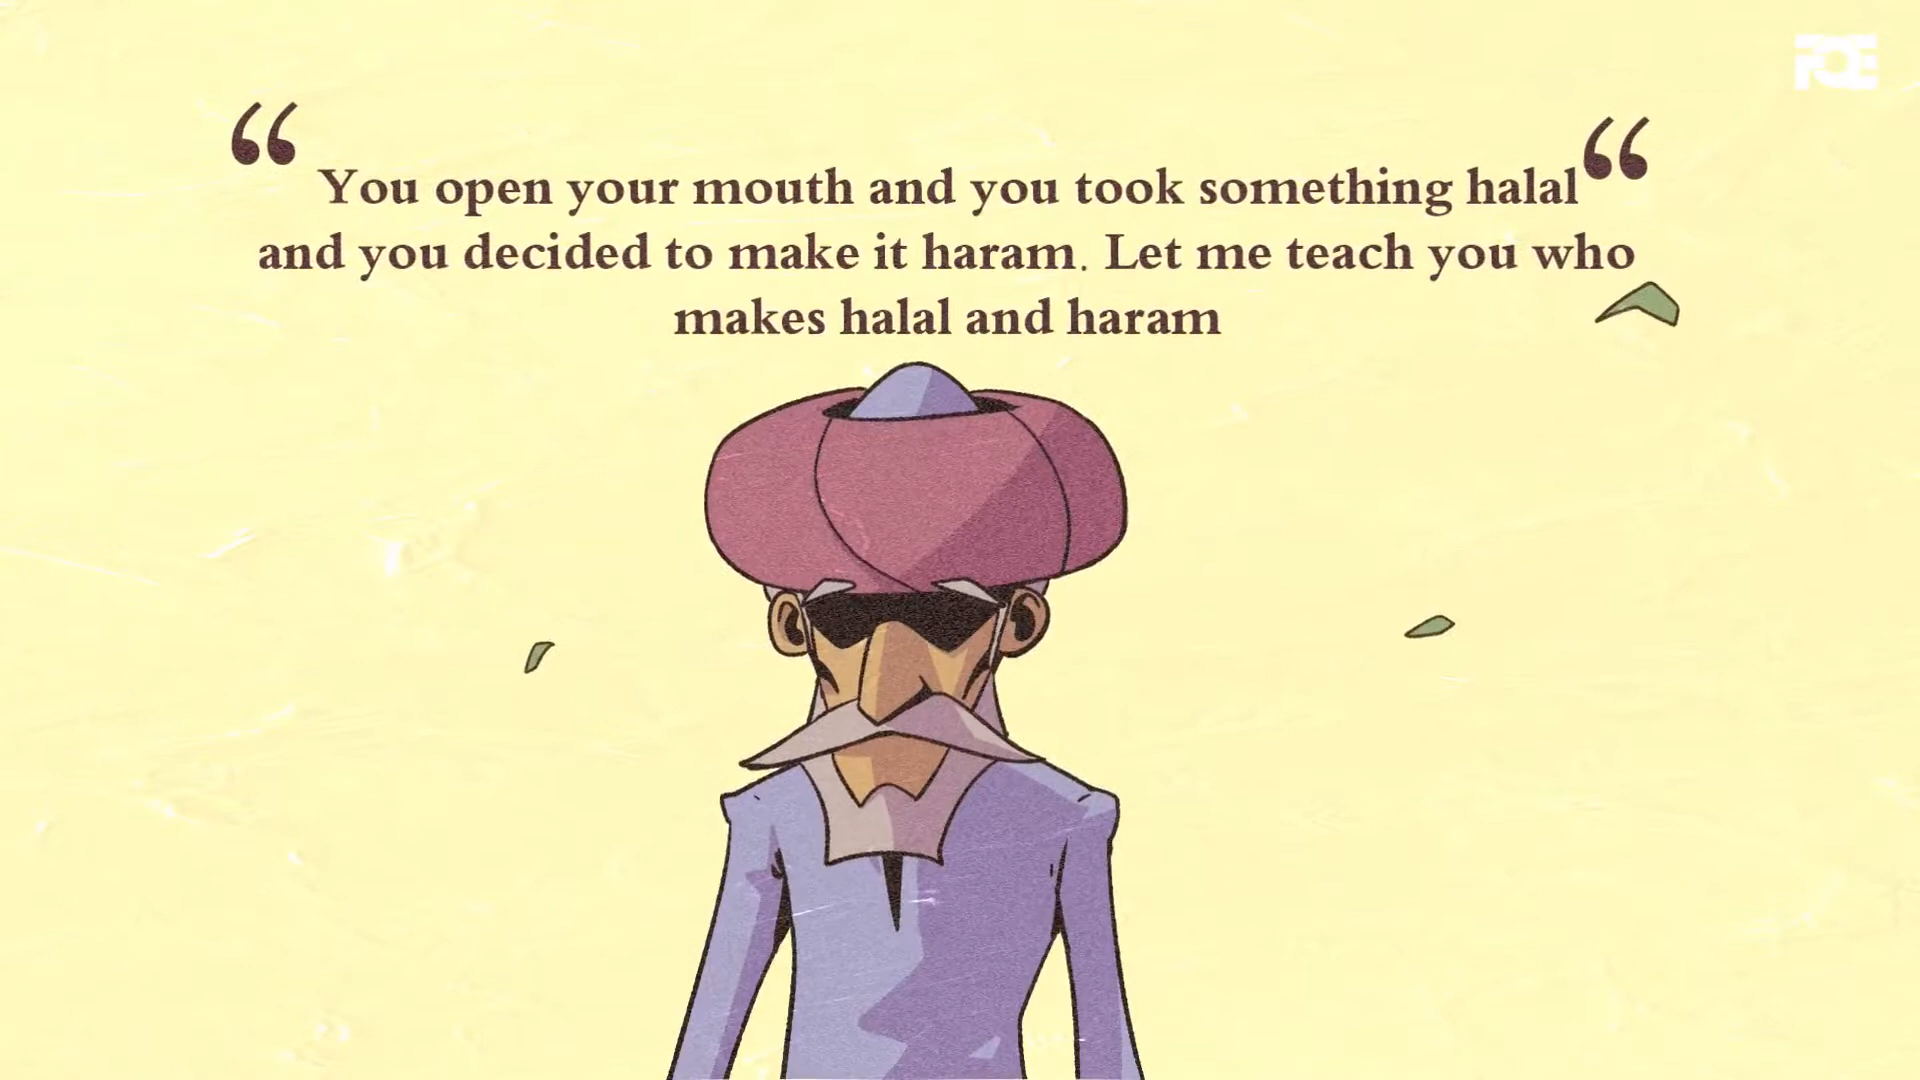 “ You open your mouth and you took something halal “
and you decided to make it haram. Let me teach you who
makes halal and haram